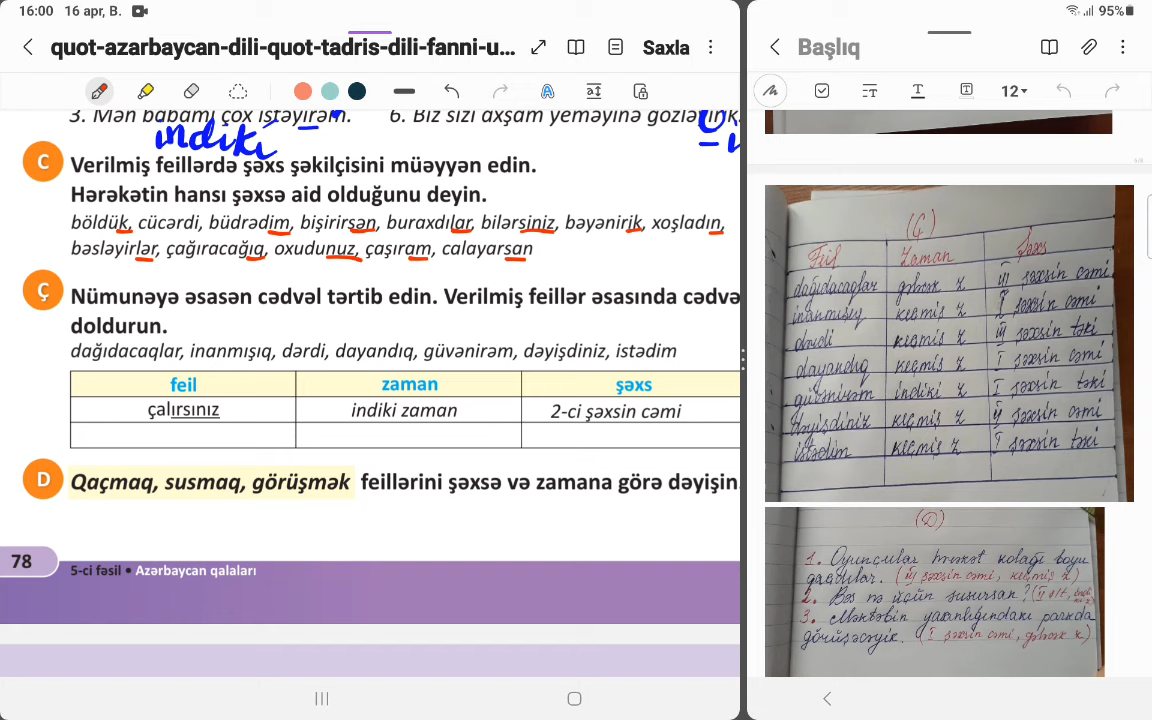 16:00 16 apr, B.
95%
quot-azarbaycan-dili-quot-tadris-dili-fanni-u...
Saxla
Başlıq
12
3. Mən babamı çox istəyirəm. 6. Biz sizi axşam yeməyinə gözlə
indiki
C Verilmiş feillərdə şəxs şəkilçisini müəyyən edin.
Hərəkətin hansı şəxsə aid olduğunu deyin.
böldük, cücərdi, büdrədim, bişirirsən, buraxdılar, bilərsiniz, bəyənirik, xoşladın,
bəsləyirlər, çağıracağıq, oxudunuz, çaşıram, calayarsan
Ç Nümunəyə əsasən cədvəl tərtib edin. Verilmiş feillər əsasında cədvə
doldurun.
dağıdacaqlar, inanmışıq, dərdi, dayandıq, güvənirəm, dəyişdiniz, istədim
feil zaman şəxs
çalırsınız indiki zaman 2-ci şəxsin cəmi
D Qaçmaq, susmaq, görüşmək feillərini şəxsə və zamana görə dəyişin
78
5-ci fəsil • Azərbaycan qalaları
5/8
(Ç)
Feil Zaman Şəxs
dağıdacaqlar gələcək z III şəxsin cəmi
inanmışıq keçmiş z I şəxsin cəmi
dərdi keçmiş z III şəxsin təki
dayandıq keçmiş z I şəxsin cəmi
güvənirəm indiki z I şəxsin təki
dəyişdiniz keçmiş z II şəxsin cəmi
istədim keçmiş z I şəxsin təki
(D)
1. Oyunçular hərəkət boyu
qaçdılar. (III şəxsin cəmi, keçmiş z)
2. Bəs nə üçün susursan? (II
3. Məktəbin yaxınlığındakı parkda
görüşəcəyik. (I şəxsin cəmi, gələcək z)